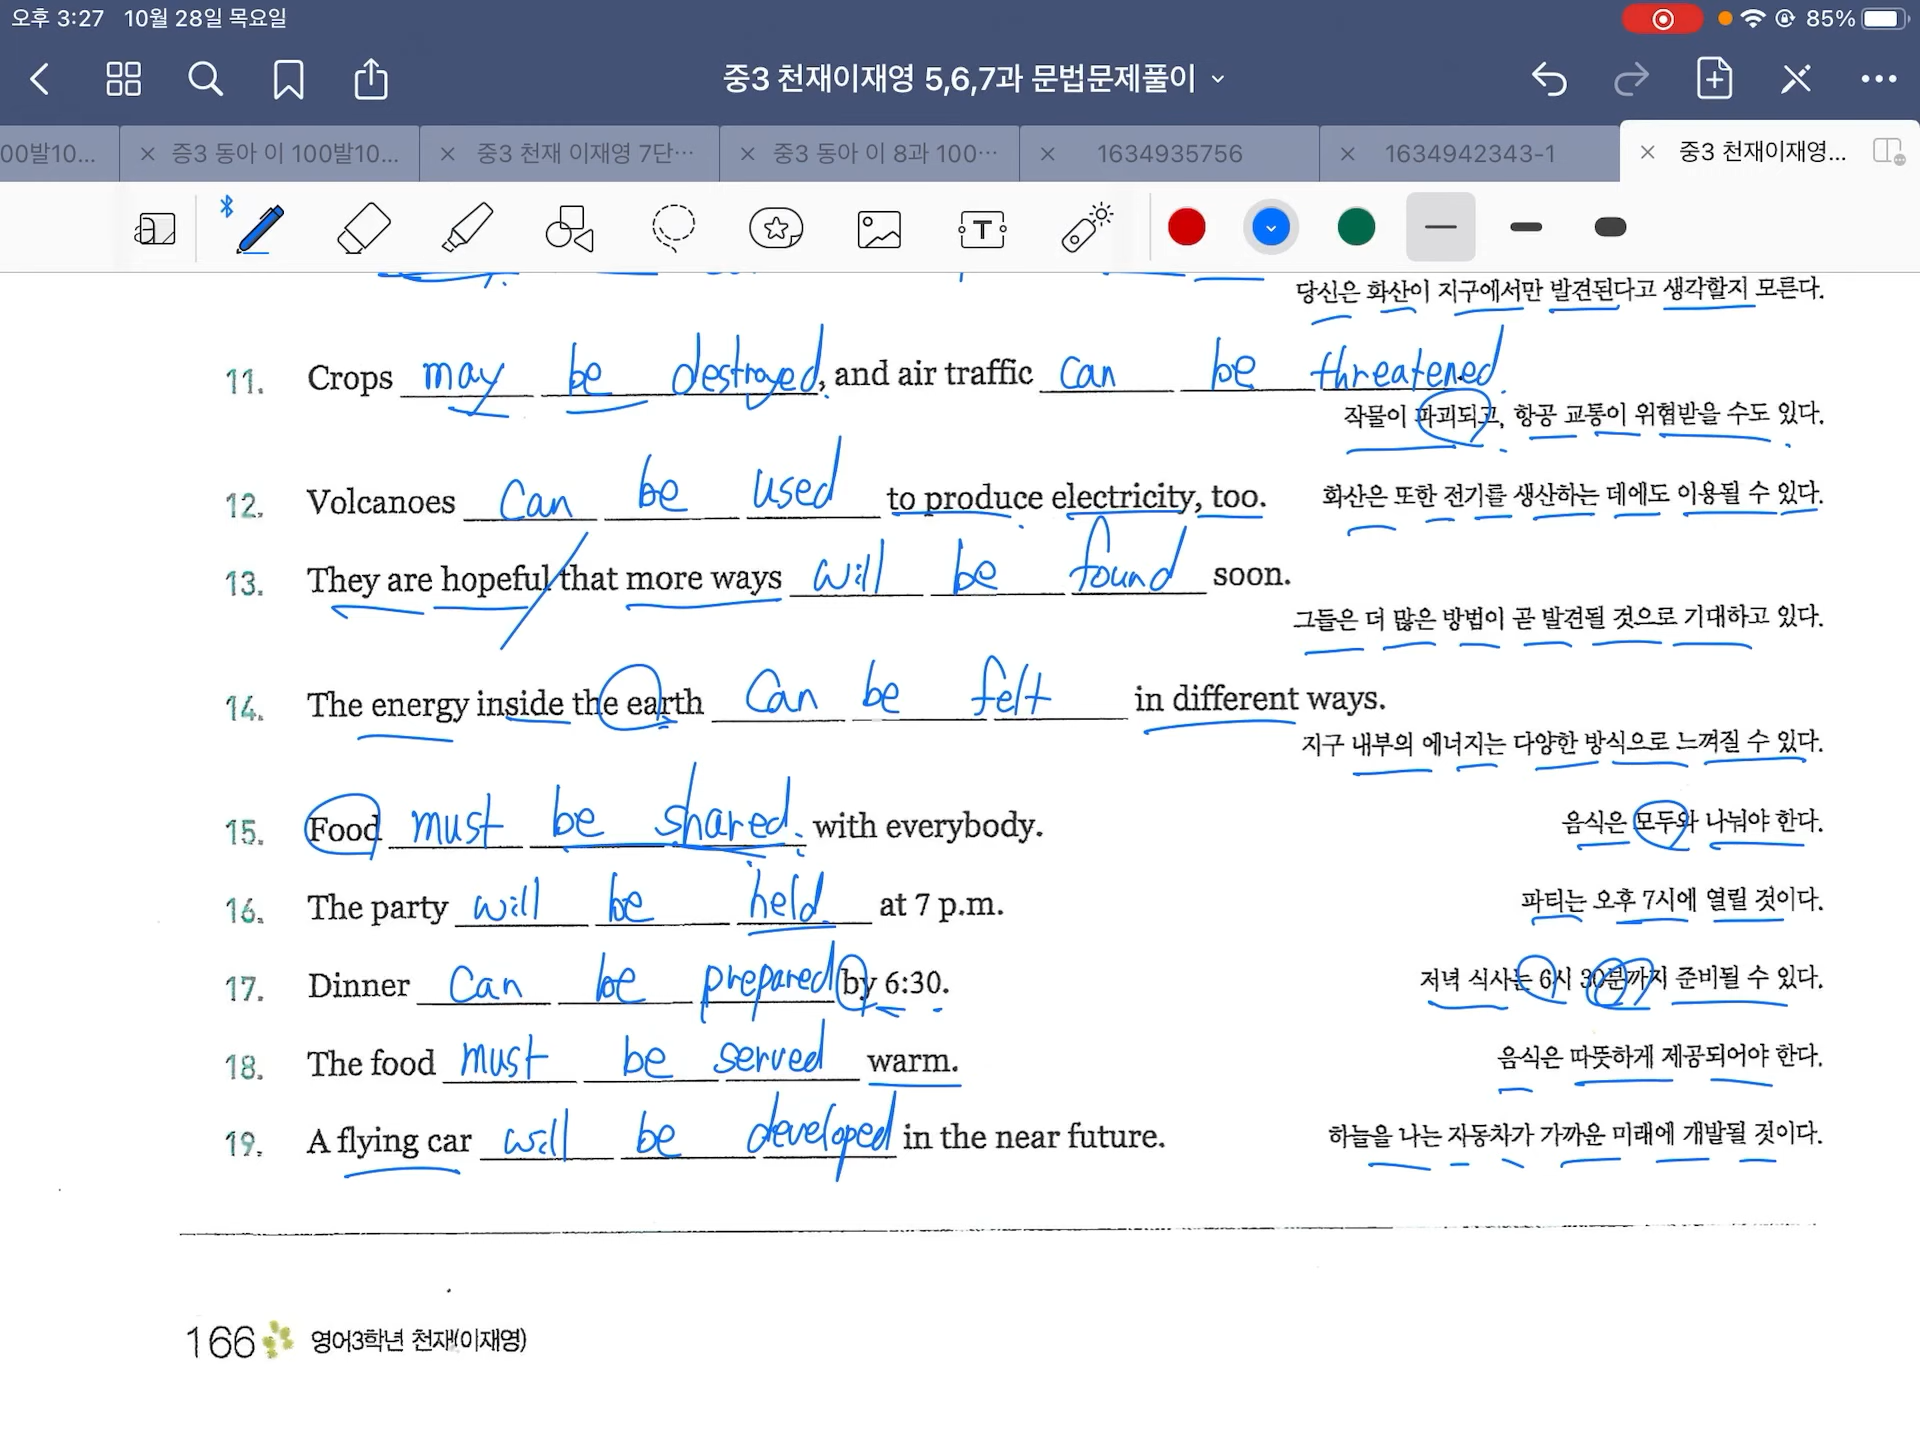 오후 3:27 10월 28일 목요일 85%
중3 천재이재영 5,6,7과 문법문제풀이
00발10... 증3 동아 이 100발10... 중3 천재 이재영 7단… 중3 동아 이 8과 100… 1634935756 1634942343-1 중3 천재이재영...
당신은 화산이 지구에서만 발견된다고 생각할지 모른다.
11. Crops may be destroyed, and air traffic can be threatened.
작물이 파괴되고, 항공 교통이 위협받을 수도 있다.
12. Volcanoes can be used to produce electricity, too. 화산은 또한 전기를 생산하는 데에도 이용될 수 있다.
13. They are hopeful that more ways will be found soon.
그들은 더 많은 방법이 곧 발견될 것으로 기대하고 있다.
14. The energy inside the earth can be felt in different ways.
지구 내부의 에너지는 다양한 방식으로 느껴질 수 있다.
15. Food must be shared with everybody. 음식은 모두와 나눠야 한다.
16. The party will be held at 7 p.m. 파티는 오후 7시에 열릴 것이다.
17. Dinner can be prepared by 6:30. 저녁 식사는 6시 30분까지 준비될 수 있다.
18. The food must be served warm. 음식은 따뜻하게 제공되어야 한다.
19. A flying car will be developed in the near future. 하늘을 나는 자동차가 가까운 미래에 개발될 것이다.
166 영어3학년 천재(이재영)